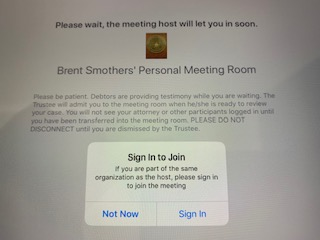 Please wait, the meeting host will let you in soon.
Brent Smothers' Personal Meeting Room
Please be patient. Debtors are providing testimony while you are waiting. The
Trustee will admit you to the meeting room when he/she is ready to review
your case. You will not see your attorney or other participants logged in until
you have been transferred into the meeting room. PLEASE DO NOT
DISCONNECT until you are dismissed by the Trustee.
Sign In to Join
If you are part of the same
organization as the host, please sign in
to join the meeting
Not Now
Sign In